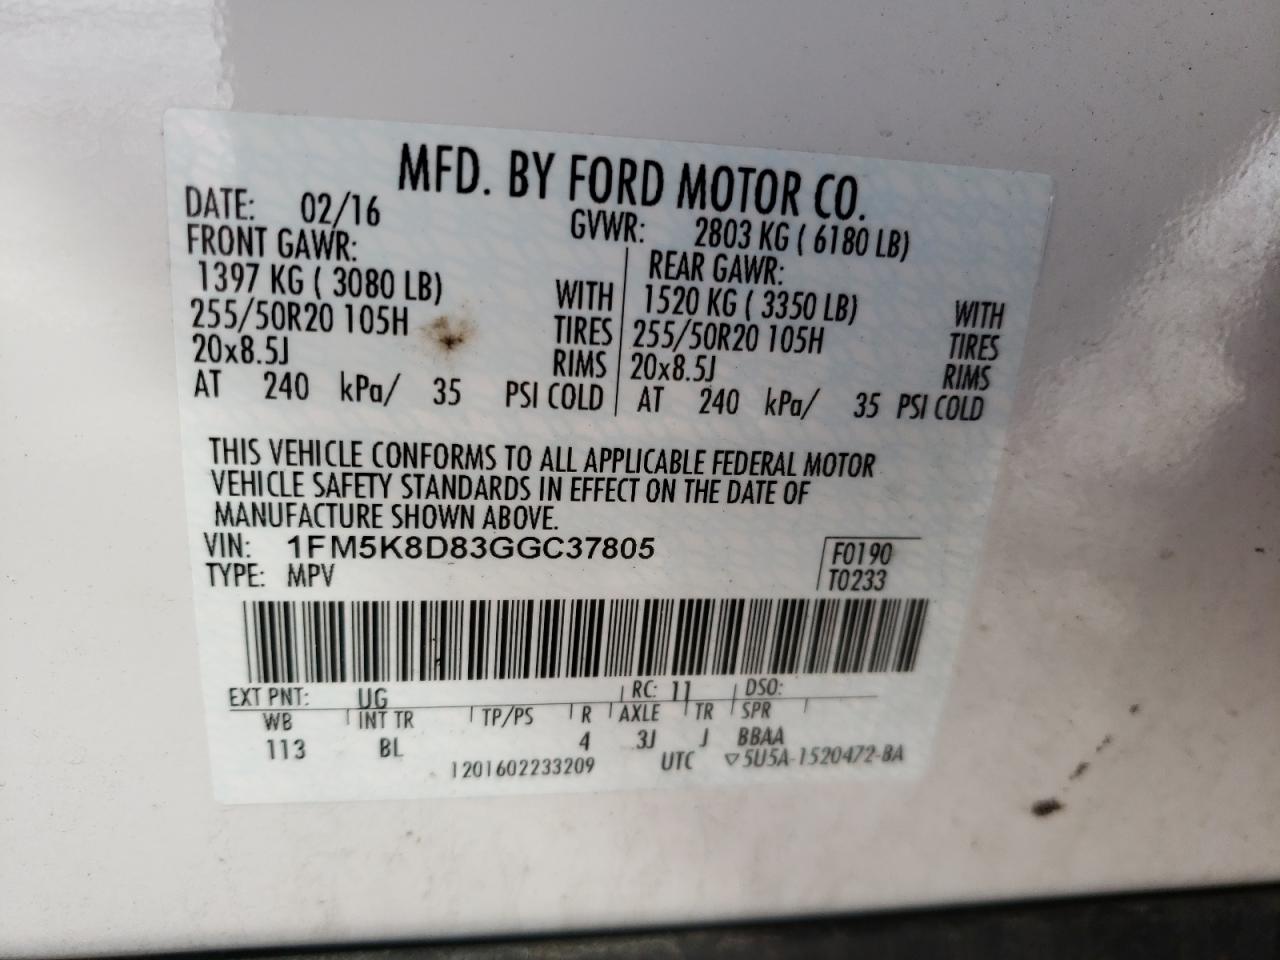 MFD. BY FORD MOTOR CO.
DATE: 02/16 GVWR: 2803 KG ( 6180 LB)
FRONT GAWR: REAR GAWR:
1397 KG ( 3080 LB) WITH 1520 KG ( 3350 LB) WITH
255/50R20 105H TIRES 255/50R20 105H TIRES
20x8.5J RIMS 20x8.5J RIMS
AT 240 kPa/ 35 PSI COLD AT 240 kPa/ 35 PSI COLD
THIS VEHICLE CONFORMS TO ALL APPLICABLE FEDERAL MOTOR
VEHICLE SAFETY STANDARDS IN EFFECT ON THE DATE OF
MANUFACTURE SHOWN ABOVE.
VIN: 1FM5K8D83GGC37805 F0190
TYPE: MPV T0233
EXT PNT: UG RC: 11 DSO:
WB INT TR TP/PS R AXLE TR SPR
113 BL 4 3J J BBAA
1201602233209 UTC ▽5U5A-1520472-BA